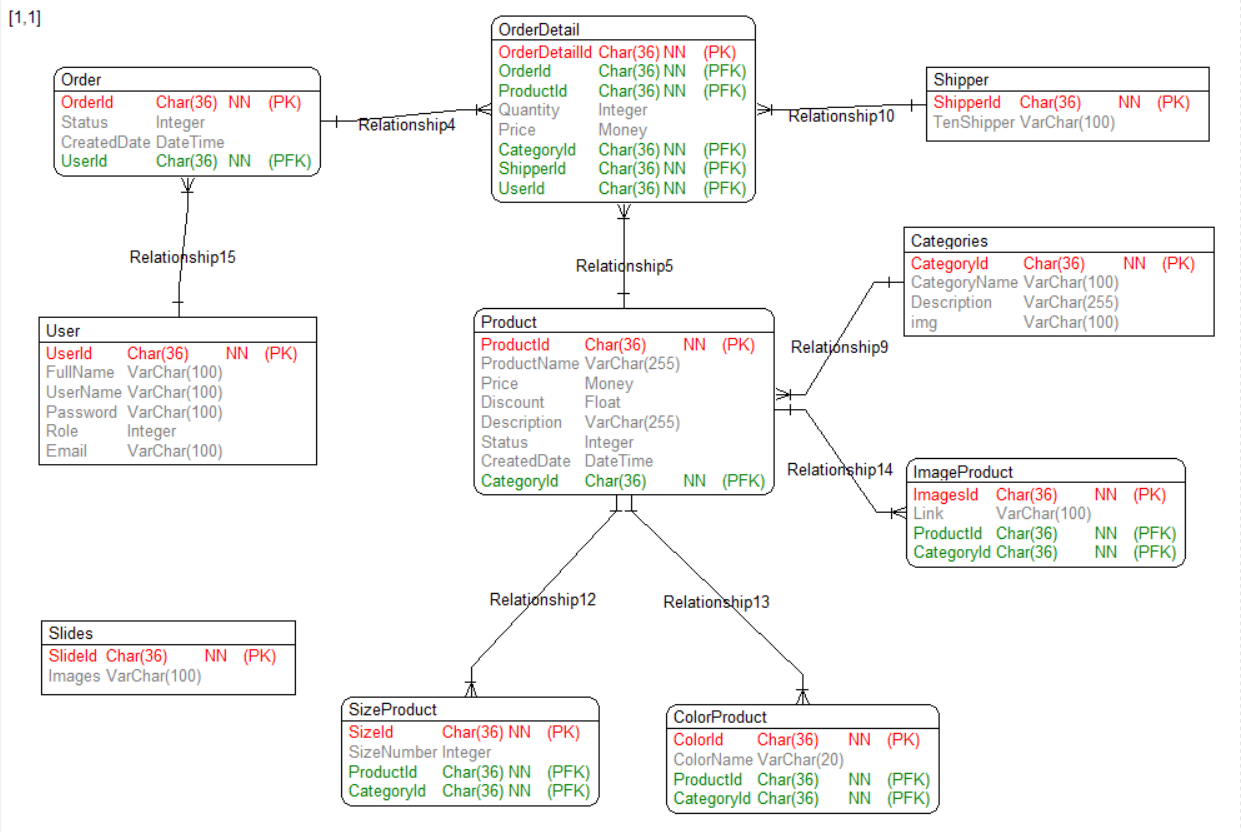 [1,1]
OrderDetail
OrderDetailId Char(36) NN (PK)
OrderId Char(36) NN (PFK)
ProductId Char(36) NN (PFK)
Quantity Integer
Price Money
CategoryId Char(36) NN (PFK)
ShipperId Char(36) NN (PFK)
UserId Char(36) NN (PFK)
Order
OrderId Char(36) NN (PK)
Status Integer
CreatedDate DateTime
UserId Char(36) NN (PFK)
Relationship4
Shipper
ShipperId Char(36) NN (PK)
TenShipper VarChar(100)
Relationship10
Relationship15
Relationship5
Categories
CategoryId Char(36) NN (PK)
CategoryName VarChar(100)
Description VarChar(255)
img VarChar(100)
User
UserId Char(36) NN (PK)
FullName VarChar(100)
UserName VarChar(100)
Password VarChar(100)
Role Integer
Email VarChar(100)
Product
ProductId Char(36) NN (PK)
ProductName VarChar(255)
Price Money
Discount Float
Description VarChar(255)
Status Integer
CreatedDate DateTime
CategoryId Char(36) NN (PFK)
Relationship9
Relationship14
ImageProduct
ImagesId Char(36) NN (PK)
Link VarChar(100)
ProductId Char(36) NN (PFK)
CategoryId Char(36) NN (PFK)
Relationship12
Relationship13
Slides
SlideId Char(36) NN (PK)
Images VarChar(100)
SizeProduct
SizeId Char(36) NN (PK)
SizeNumber Integer
ProductId Char(36) NN (PFK)
CategoryId Char(36) NN (PFK)
ColorProduct
ColorId Char(36) NN (PK)
ColorName VarChar(20)
ProductId Char(36) NN (PFK)
CategoryId Char(36) NN (PFK)